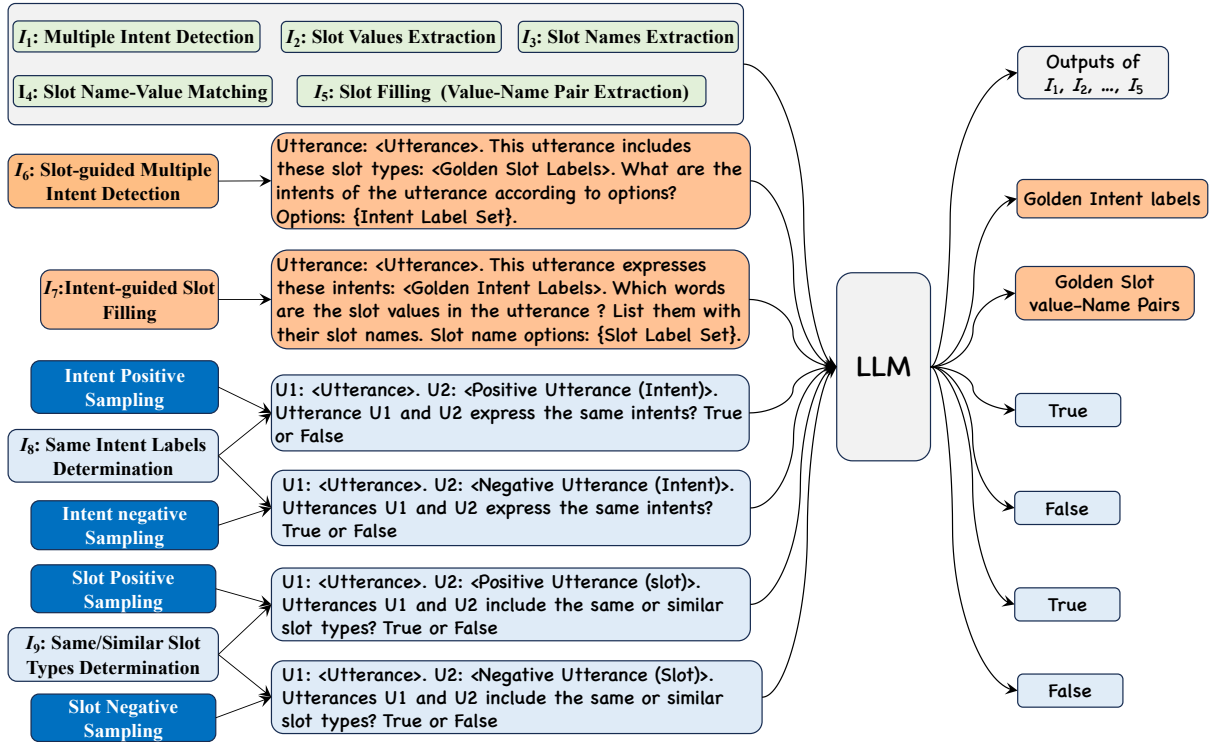 I1: Multiple Intent Detection
I2: Slot Values Extraction
I3: Slot Names Extraction
I4: Slot Name-Value Matching
I5: Slot Filling (Value-Name Pair Extraction)
I6: Slot-guided Multiple
Intent Detection
Utterance: <Utterance>. This utterance includes
these slot types: <Golden Slot Labels>. What are the
intents of the utterance according to options?
Options: {Intent Label Set}.
I7:Intent-guided Slot
Filling
Utterance: <Utterance>. This utterance expresses
these intents: <Golden Intent Labels>. Which words
are the slot values in the utterance ? List them with
their slot names. Slot name options: {Slot Label Set}.
Intent Positive
Sampling
I8: Same Intent Labels
Determination
Intent negative
Sampling
U1: <Utterance>. U2: <Positive Utterance (Intent)>.
Utterance U1 and U2 express the same intents? True
or False
U1: <Utterance>. U2: <Negative Utterance (Intent)>.
Utterances U1 and U2 express the same intents?
True or False
Slot Positive
Sampling
I9: Same/Similar Slot
Types Determination
Slot Negative
Sampling
U1: <Utterance>. U2: <Positive Utterance (slot)>.
Utterances U1 and U2 include the same or similar
slot types? True or False
U1: <Utterance>. U2: <Negative Utterance (Slot)>.
Utterances U1 and U2 include the same or similar
slot types? True or False
LLM
Outputs of
I1, I2, ..., I5
Golden Intent labels
Golden Slot
value-Name Pairs
True
False
True
False